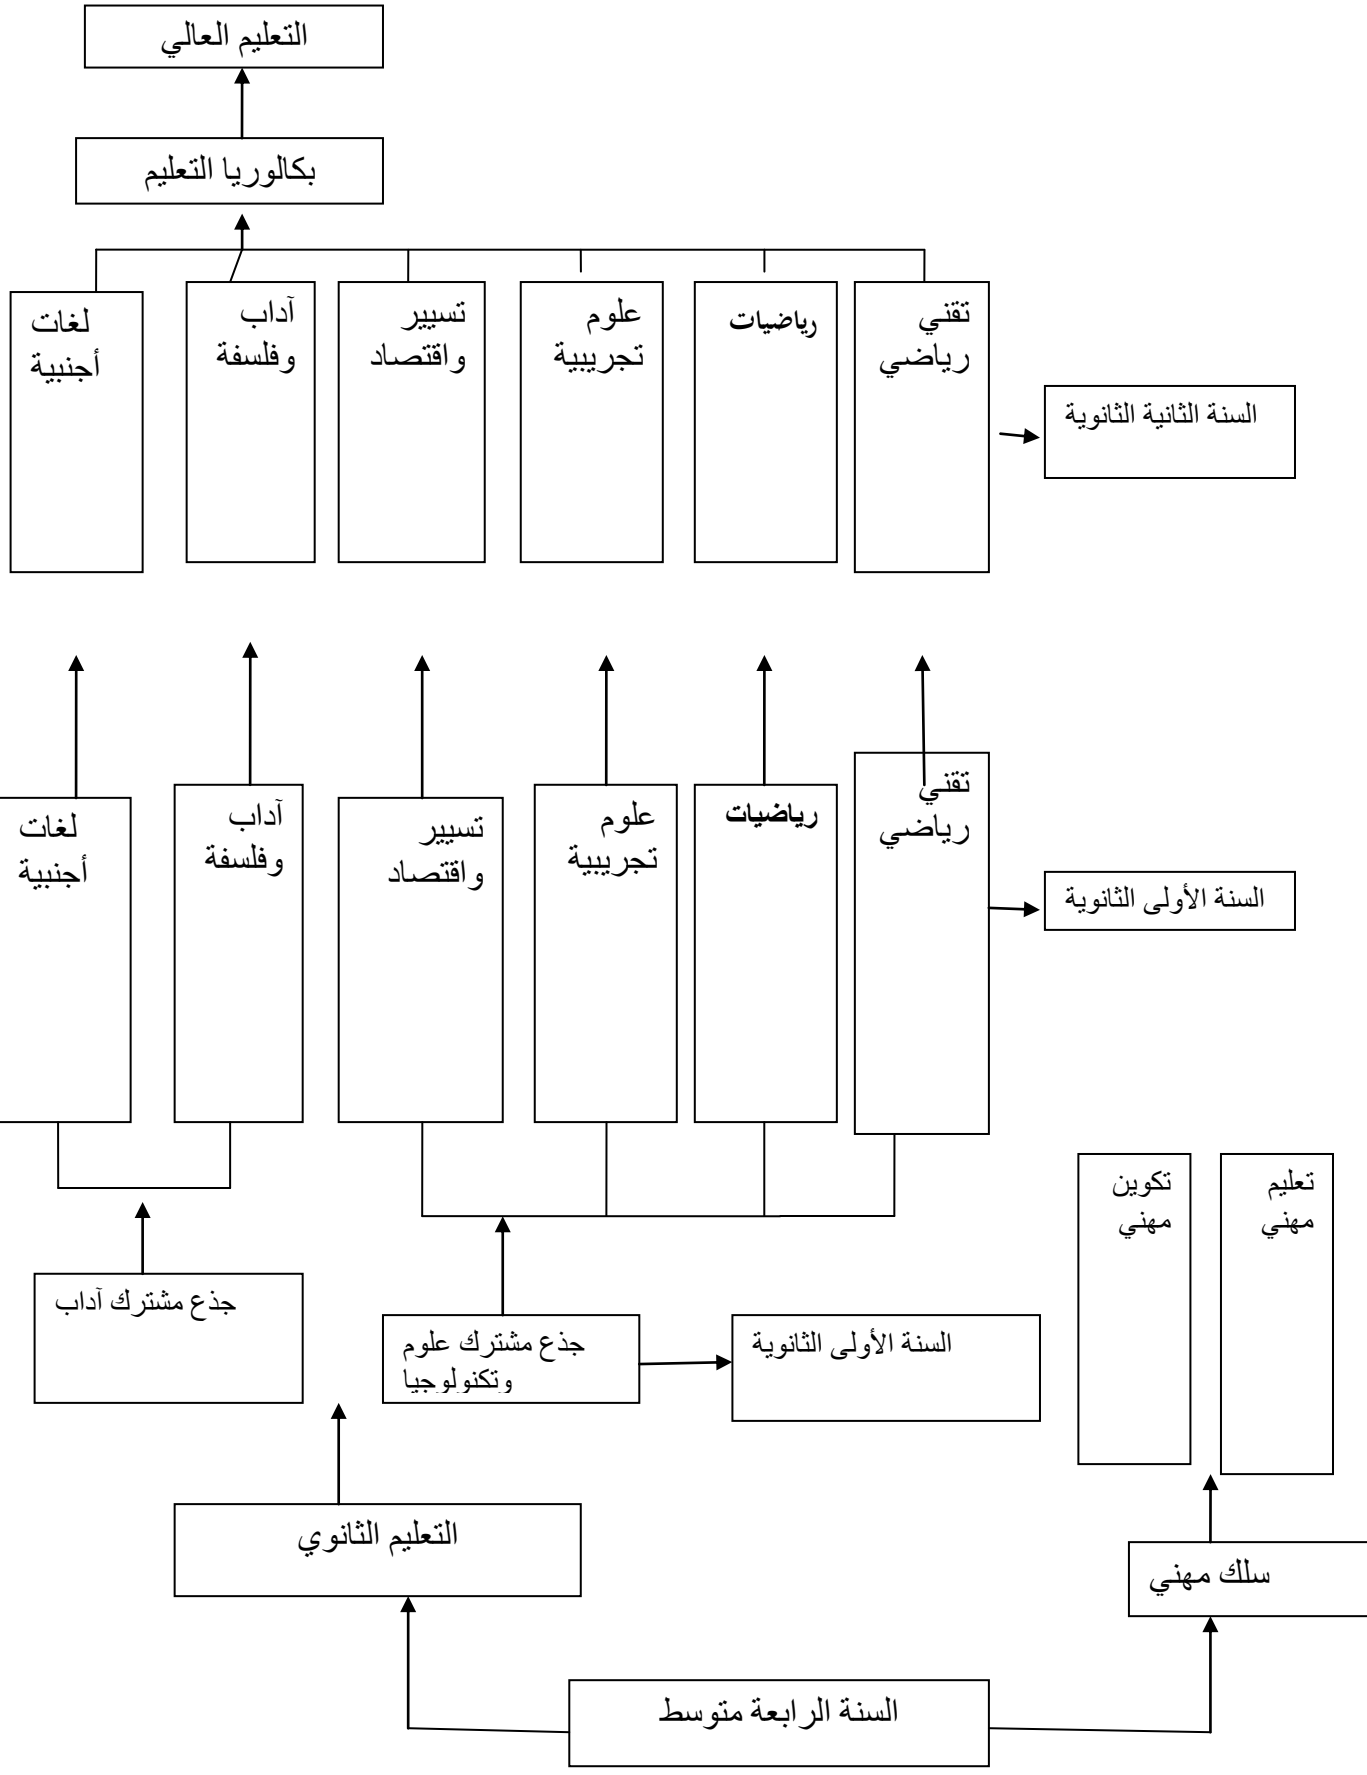 التعليم العالي
بكالوريا التعليم
تقني
رياضي
رياضيات
علوم
تجريبية
تسيير
واقتصاد
آداب
وفلسفة
لغات
أجنبية
السنة الثانية الثانوية
تقني
رياضي
رياضيات
علوم
تجريبية
تسيير
واقتصاد
آداب
وفلسفة
لغات
أجنبية
السنة الأولى الثانوية
تعليم
مهني
تكوين
مهني
السنة الأولى الثانوية
جذع مشترك علوم
وتكنولوجيا
جذع مشترك آداب
التعليم الثانوي
سلك مهني
السنة الرابعة متوسط